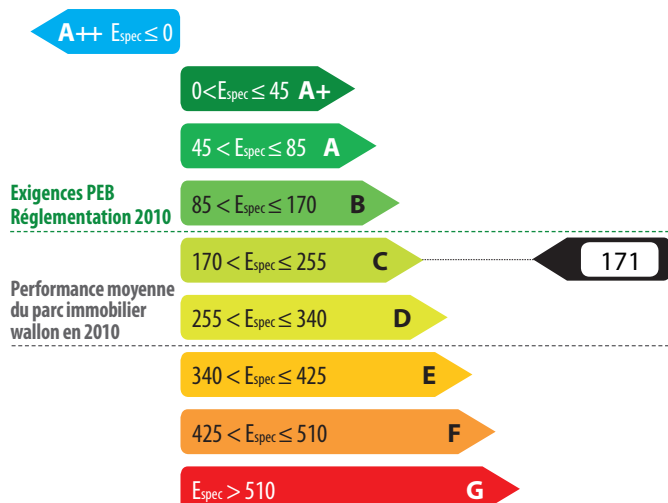 A++ Espec ≤ 0
0<Espec ≤ 45 A+
45 < Espec ≤ 85 A
Exigences PEB
Réglementation 2010
85 < Espec ≤ 170 B
170 < Espec ≤ 255 C
171
Performance moyenne
du parc immobilier
wallon en 2010
255 < Espec ≤ 340 D
340 < Espec ≤ 425 E
425 < Espec ≤ 510 F
Espec > 510 G